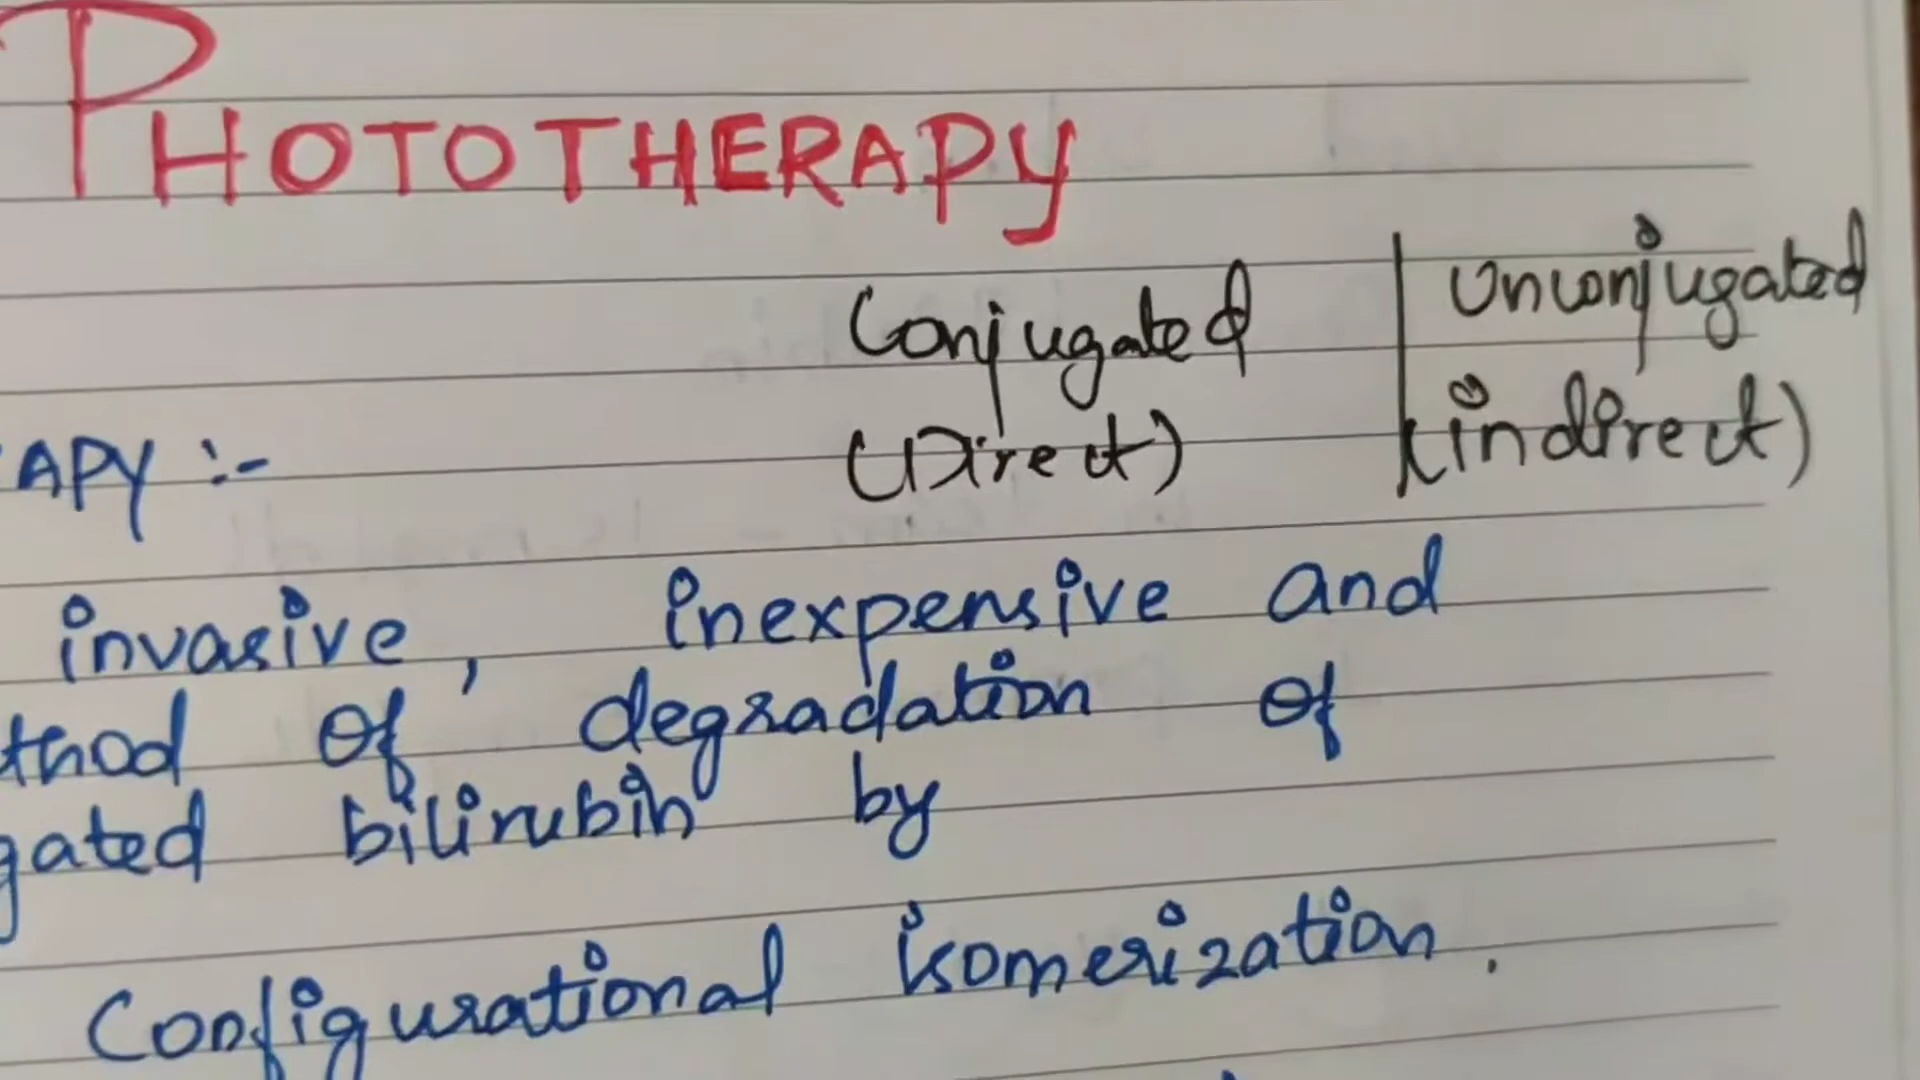 PHOTOTHERAPY
Conjugated | Unconjugated
(Direct) (indirect)
APY :-
invasive, inexpensive and
thod of degradation of
gated bilirubin by
Configurational isomerization.